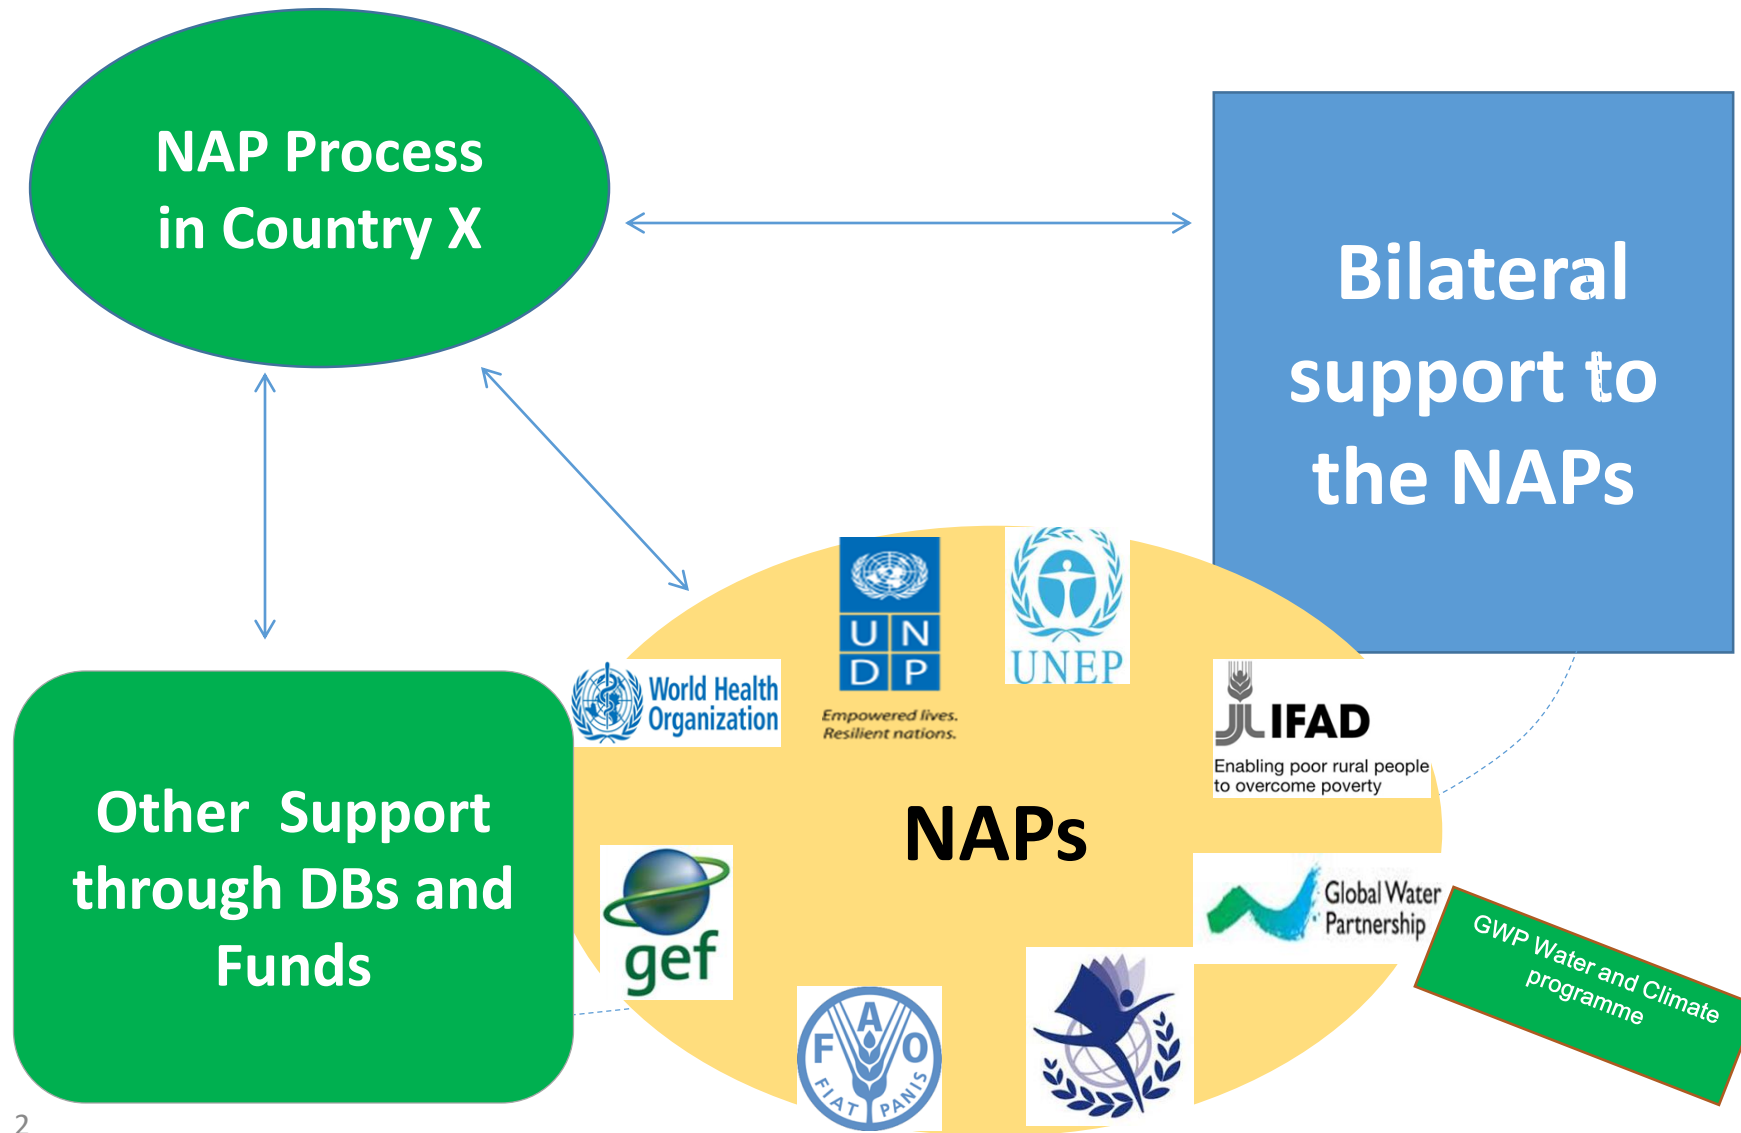 NAP Process
in Country X
Bilateral
support to
the NAPs
UN
DP
Empowered lives.
Resilient nations.
UNEP
World Health
Organization
IFAD
Enabling poor rural people
to overcome poverty
Other  Support
through DBs and
Funds
NAPs
gef
Global Water
Partnership
GWP Water and Climate
programme
F A O
FIAT PANIS
2